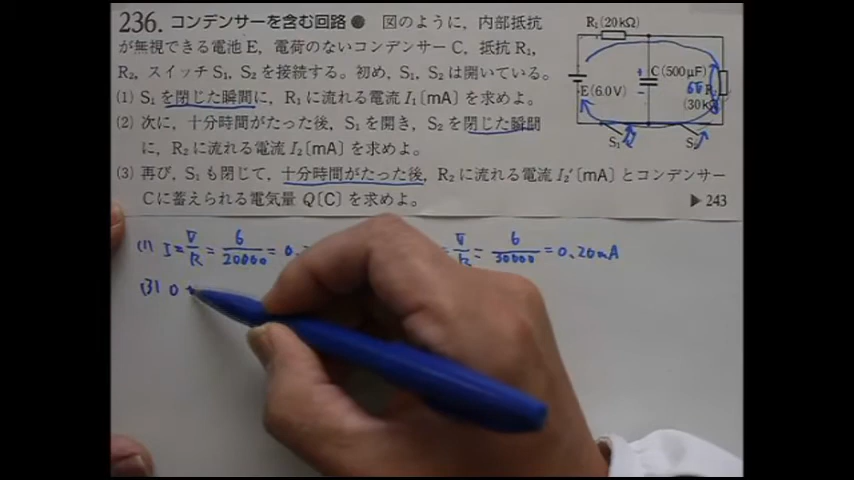 236. コンデンサーを含む回路● 図のように，内部抵抗
が無視できる電池 E，電荷のないコンデンサー C，抵抗 R₁，
R₂，スイッチ S₁，S₂ を接続する。初め，S₁，S₂ は開いている。
(1) S₁ を閉じた瞬間に，R₁ に流れる電流 I₁〔mA〕を求めよ。
(2) 次に，十分時間がたった後，S₁ を開き，S₂ を閉じた瞬間
に，R₂ に流れる電流 I₂〔mA〕を求めよ。
(3) 再び，S₁ も閉じて，十分時間がたった後，R₂ に流れる電流 I₂′〔mA〕とコンデンサー
C に蓄えられる電気量 Q〔C〕を求めよ。
▶243
R₁(20kΩ)
C(500μF)
E(6.0V)
6V
(30k
S₁
(1) I = V/R = 6/20000 = 0.
V/R = 6/30000 = 0.20mA
(3) 0